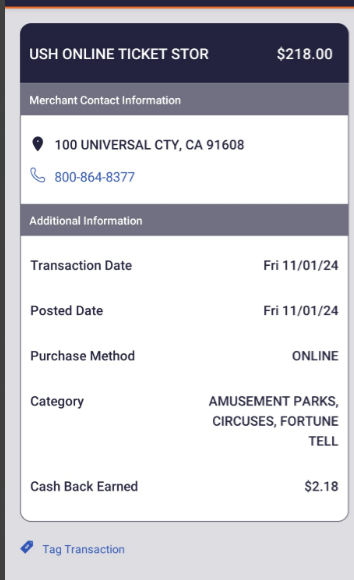 USH ONLINE TICKET STOR $218.00
Merchant Contact Information
100 UNIVERSAL CTY, CA 91608
800-864-8377
Additional Information
Transaction Date Fri 11/01/24
Posted Date Fri 11/01/24
Purchase Method ONLINE
Category AMUSEMENT PARKS,
CIRCUSES, FORTUNE
TELL
Cash Back Earned $2.18
Tag Transaction